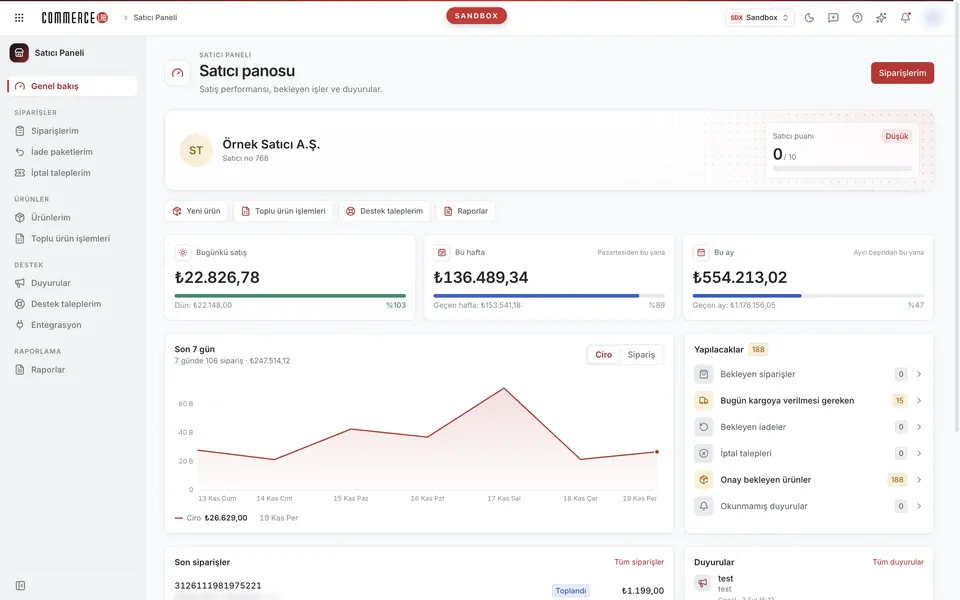 COMMERCE
Satıcı Paneli
SANDBOX
SDX Sandbox
Satıcı Paneli
Genel bakış
SİPARİŞLER
Siparişlerim
İade paketlerim
İptal taleplerim
ÜRÜNLER
Ürünlerim
Toplu ürün işlemleri
DESTEK
Duyurular
Destek taleplerim
Entegrasyon
RAPORLAMA
Raporlar
SATICI PANELİ
Satıcı panosu
Satış performansı, bekleyen işler ve duyurular.
Siparişlerim
ST
Örnek Satıcı A.Ş.
Satıcı no 768
Satıcı puanı
Düşük
0 / 10
Yeni ürün
Toplu ürün işlemleri
Destek taleplerim
Raporlar
Bugünkü satış
₺22.826,78
Dün: ₺22.148,00
%103
Bu hafta
Pazartesiden bu yana
₺136.489,34
Geçen hafta: ₺153.541,18
%89
Bu ay
Ayın başından bu yana
₺554.213,02
Geçen ay: ₺1.176.156,05
%47
Son 7 gün
7 günde 106 sipariş · ₺247.514,12
Ciro
Sipariş
60 B
40 B
20 B
0
13 Kas Cum
14 Kas Cmt
15 Kas Paz
16 Kas Pzt
17 Kas Sal
18 Kas Çar
19 Kas Per
Ciro ₺26.629,00 19 Kas Per
Yapılacaklar 188
Bekleyen siparişler 0
Bugün kargoya verilmesi gereken 15
Bekleyen iadeler 0
İptal talepleri 0
Onay bekleyen ürünler 188
Okunmamış duyurular 0
Son siparişler
Tüm siparişler
3126111981975221
Toplandı
₺1.199,00
Duyurular
Tüm duyurular
test
test